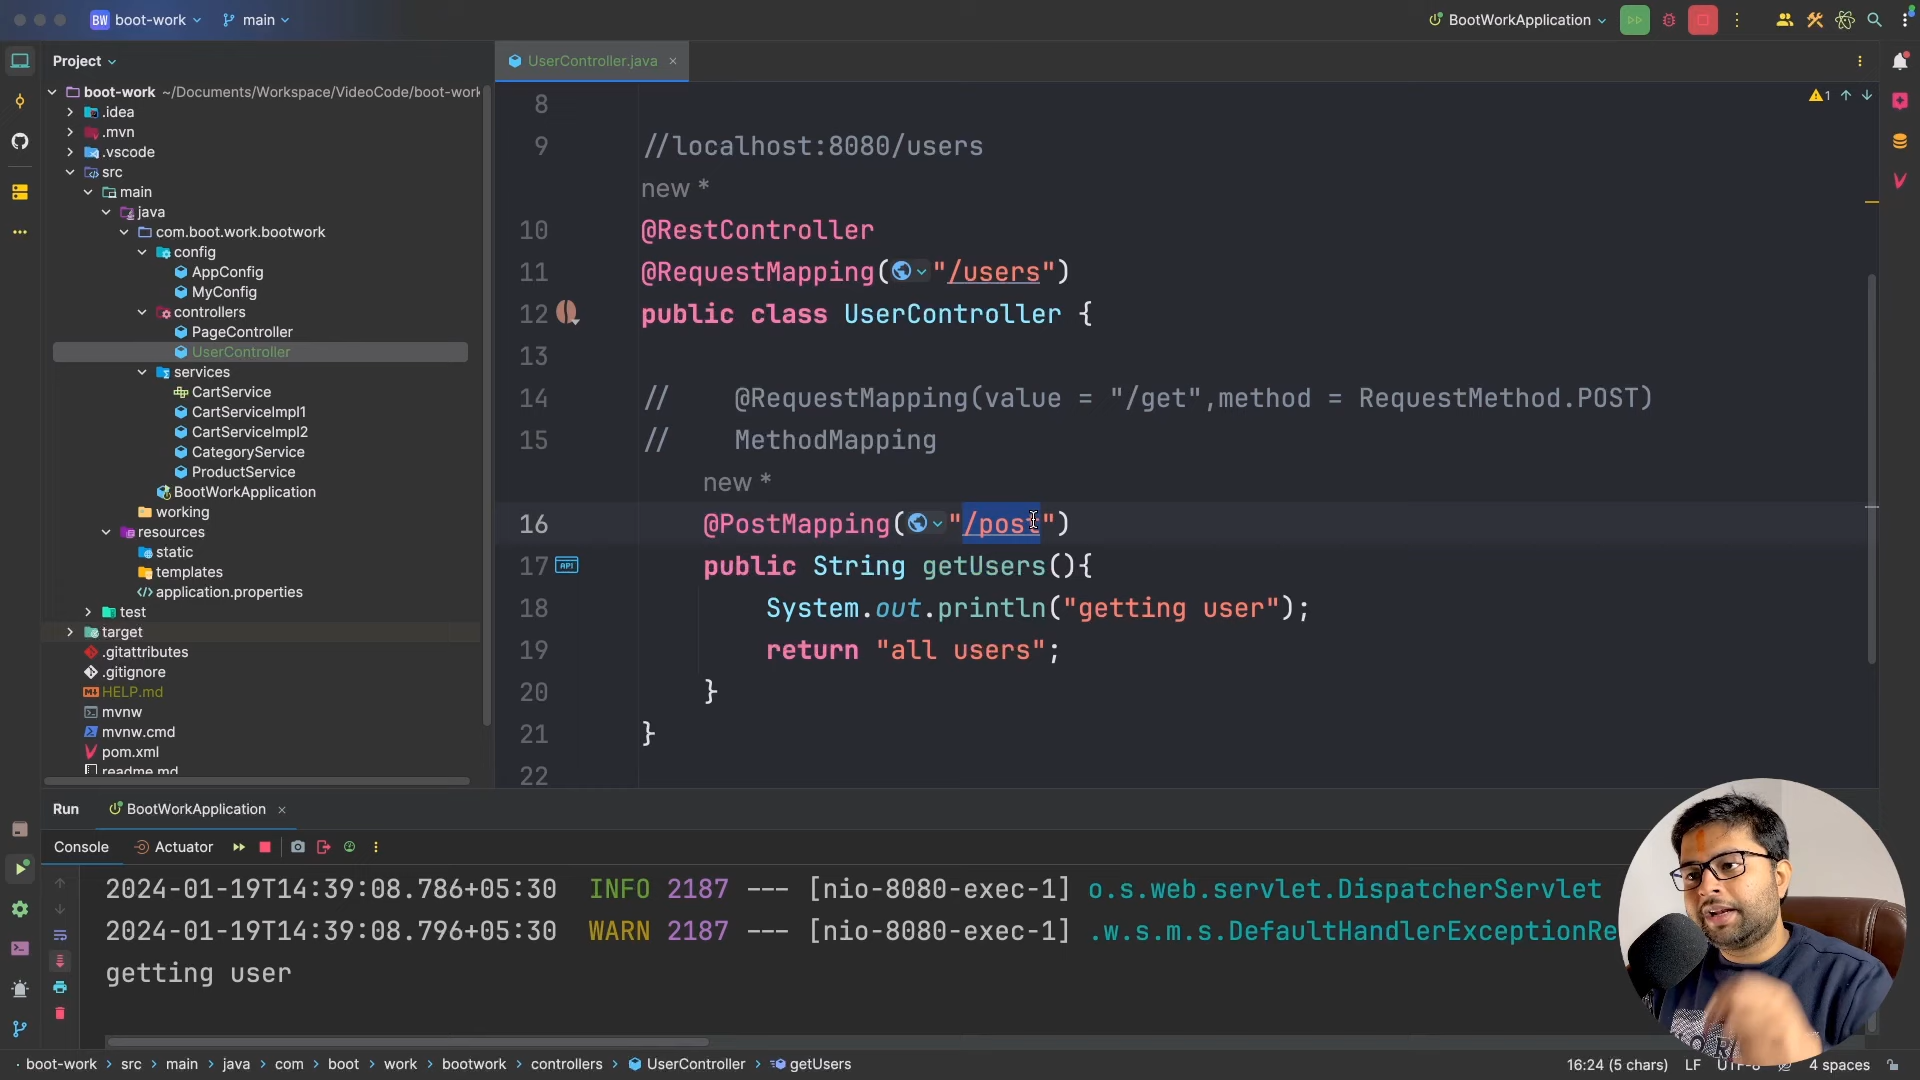 BW boot-work main
BootWorkApplication
Project
boot-work ~/Documents/Workspace/VideoCode/boot-work
.idea
.mvn
.vscode
src
main
java
com.boot.work.bootwork
config
AppConfig
MyConfig
controllers
PageController
UserController
services
CartService
CartServiceImpl1
CartServiceImpl2
CategoryService
ProductService
BootWorkApplication
working
resources
static
templates
application.properties
test
target
.gitattributes
.gitignore
HELP.md
mvnw
mvnw.cmd
pom.xml
readme.md
UserController.java
1
8
9 //localhost:8080/users
new *
10 @RestController
11 @RequestMapping("/users")
12 public class UserController {
13
14 // @RequestMapping(value = "/get",method = RequestMethod.POST)
15 // MethodMapping
new *
16 @PostMapping("/post")
17 API public String getUsers(){
18 System.out.println("getting user");
19 return "all users";
20 }
21 }
22
Run BootWorkApplication
Console Actuator
2024-01-19T14:39:08.786+05:30 INFO 2187 --- [nio-8080-exec-1] o.s.web.servlet.DispatcherServlet
2024-01-19T14:39:08.796+05:30 WARN 2187 --- [nio-8080-exec-1] .w.s.m.s.DefaultHandlerExceptionRe
getting user
boot-work > src > main > java > com > boot > work > bootwork > controllers > UserController > getUsers
16:24 (5 chars) LF UTF-8 4 spaces